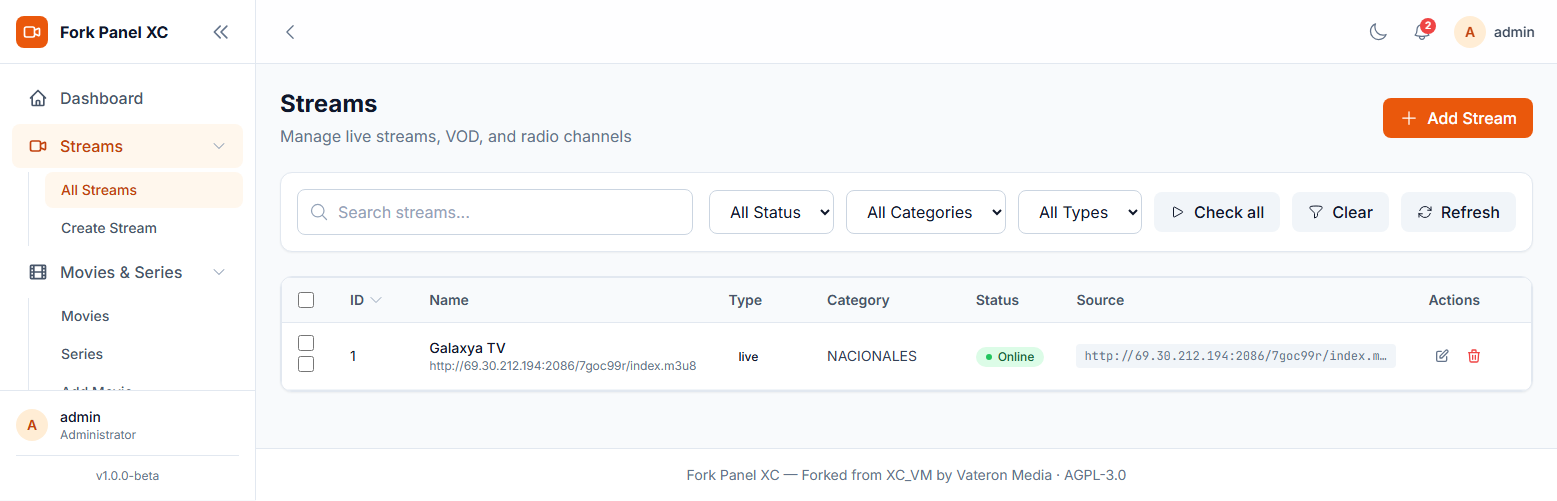 Fork Panel XC
2
A
admin
Dashboard
Streams
All Streams
Create Stream
Movies & Series
Movies
Series
Add Movie
A
admin
Administrator
v1.0.0-beta
Streams
Manage live streams, VOD, and radio channels
Add Stream
Search streams...
All Status
All Categories
All Types
Check all
Clear
Refresh
ID Name Type Category Status Source Actions
1 Galaxya TV live NACIONALES Online http://69.30.212.194:2086/7goc99r/index.m…
http://69.30.212.194:2086/7goc99r/index.m3u8
Fork Panel XC — Forked from XC_VM by Vateron Media · AGPL-3.0